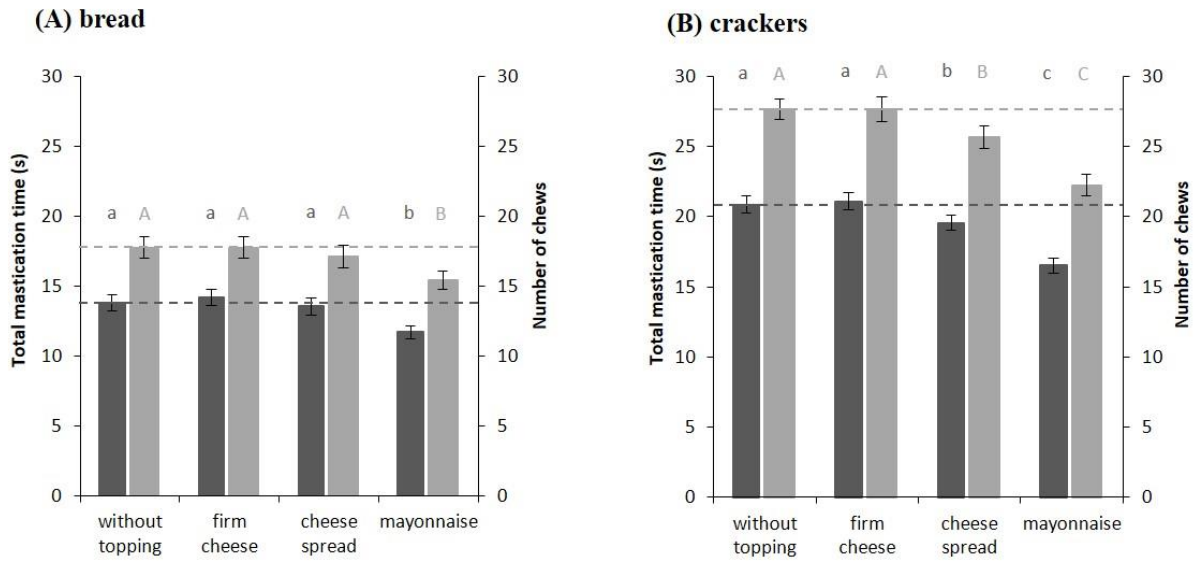 (A) bread
Total mastication time (s)
30
25
20
15
10
5
0
a A a A a A b B
30
25
20
15
10
5
0
Number of chews
without topping
firm cheese
cheese spread
mayonnaise
(B) crackers
Total mastication time (s)
30
25
20
15
10
5
0
a A a A b B c C
30
25
20
15
10
5
0
Number of chews
without topping
firm cheese
cheese spread
mayonnaise